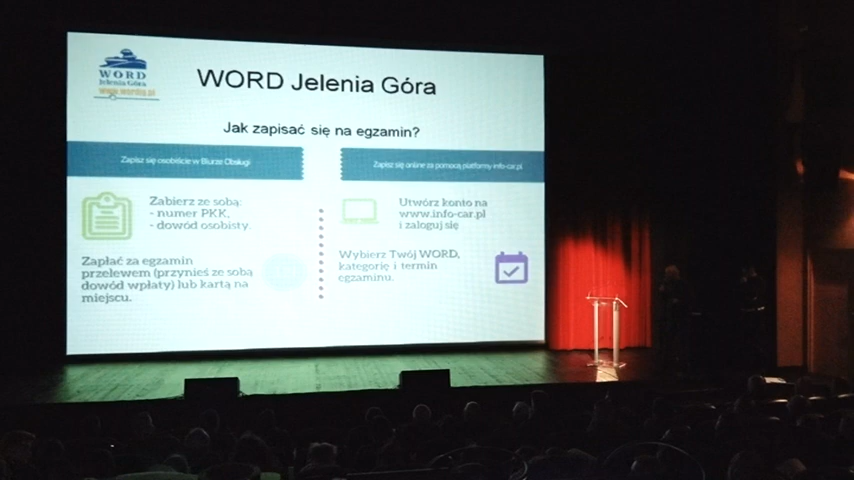 WORD
Jelenia Góra
www.wordjg.pl
WORD Jelenia Góra
Jak zapisać się na egzamin?
Zapisz się osobiście w Biurze Obsługi
Zabierz ze sobą:
- numer PKK,
- dowód osobisty.
Zapłać za egzamin
przelewem (przynieś ze sobą
dowód wpłaty) lub kartą na
miejscu.
Zapisz się online za pomocą platformy info-car.pl
Utwórz konto na
www.info-car.pl
i zaloguj się
Wybierz Twój WORD,
kategorię i termin
egzaminu.